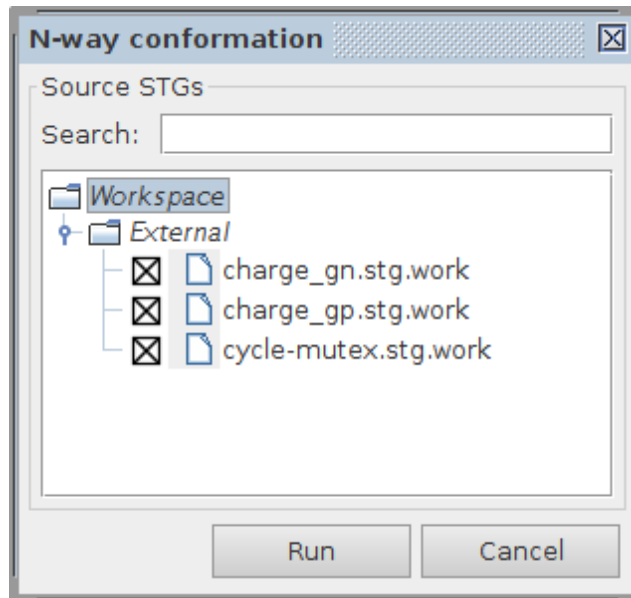 N-way conformation
Source STGs
Search:
Workspace
External
charge_gn.stg.work
charge_gp.stg.work
cycle-mutex.stg.work
Run Cancel